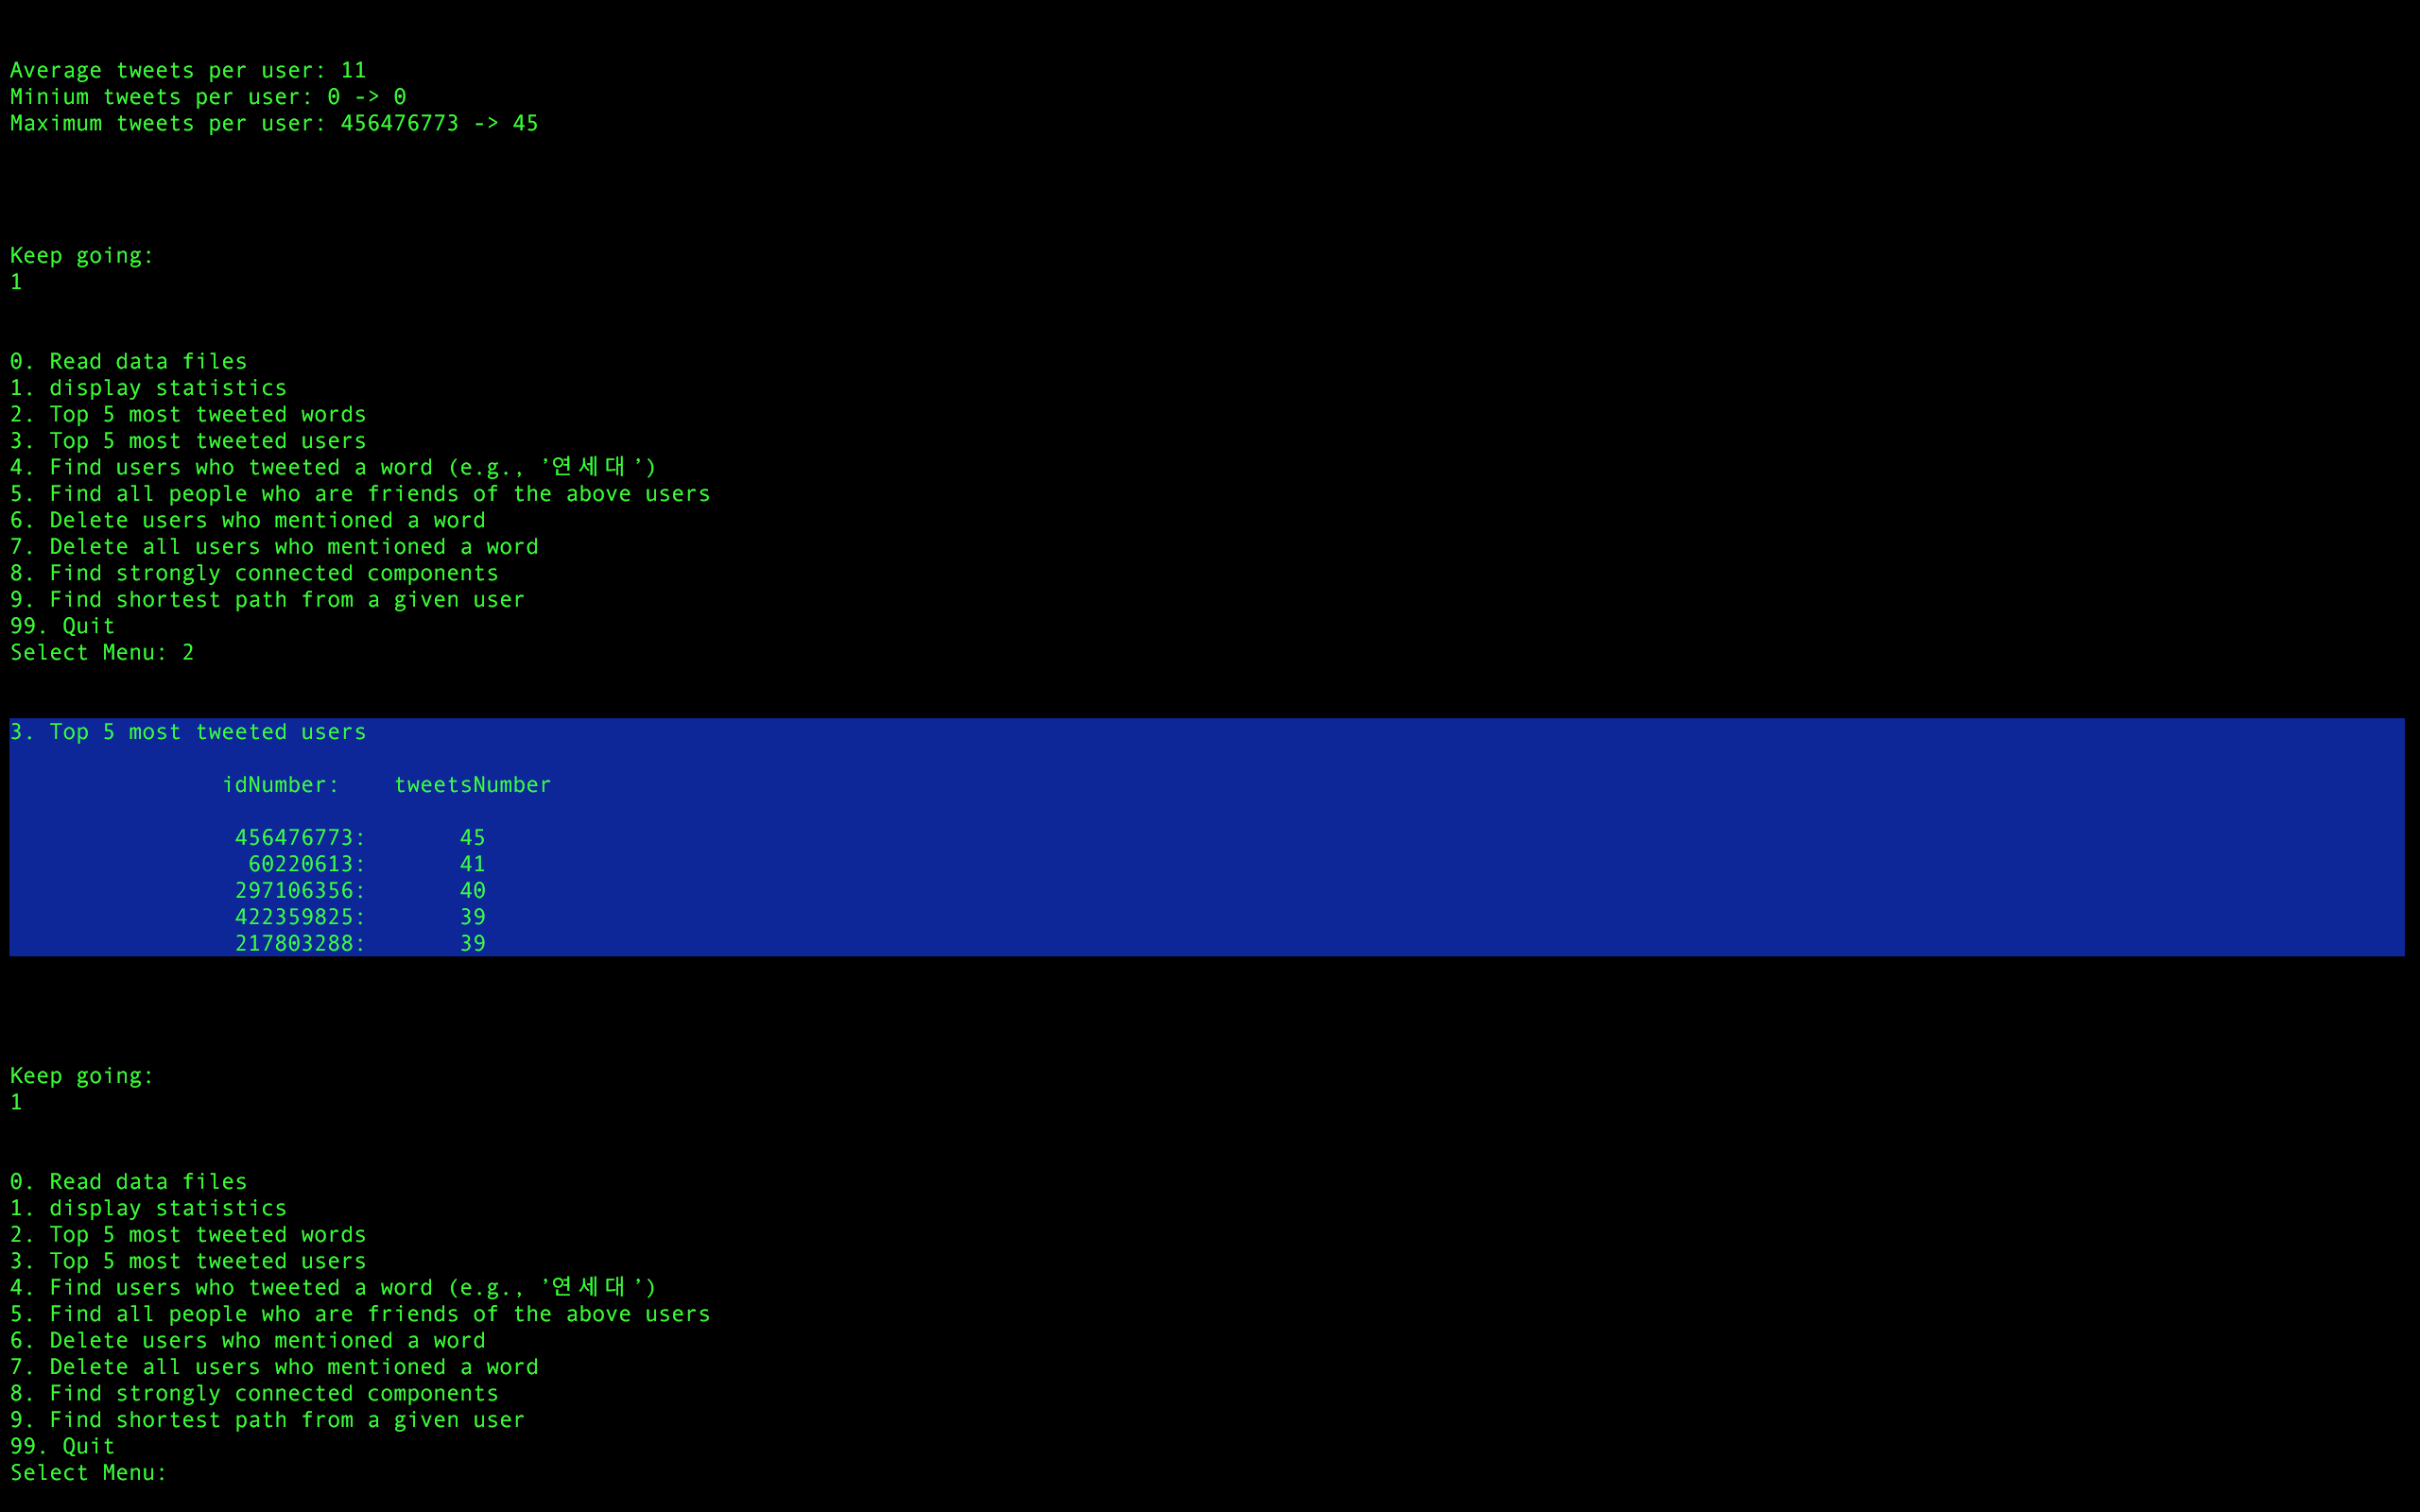 Average tweets per user: 11
Minium tweets per user: 0 -> 0
Maximum tweets per user: 456476773 -> 45
Keep going:
1
0. Read data files
1. display statistics
2. Top 5 most tweeted words
3. Top 5 most tweeted users
4. Find users who tweeted a word (e.g., ’연세대’)
5. Find all people who are friends of the above users
6. Delete users who mentioned a word
7. Delete all users who mentioned a word
8. Find strongly connected components
9. Find shortest path from a given user
99. Quit
Select Menu: 2
3. Top 5 most tweeted users
idNumber: tweetsNumber
456476773: 45
60220613: 41
297106356: 40
422359825: 39
217803288: 39
Keep going:
1
0. Read data files
1. display statistics
2. Top 5 most tweeted words
3. Top 5 most tweeted users
4. Find users who tweeted a word (e.g., ’연세대’)
5. Find all people who are friends of the above users
6. Delete users who mentioned a word
7. Delete all users who mentioned a word
8. Find strongly connected components
9. Find shortest path from a given user
99. Quit
Select Menu: